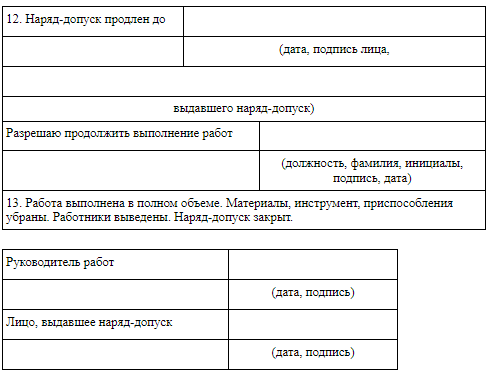 12. Наряд-допуск продлен до
(дата, подпись лица,
выдавшего наряд-допуск)
Разрешаю продолжить выполнение работ
(должность, фамилия, инициалы,
подпись, дата)
13. Работа выполнена в полном объеме. Материалы, инструмент, приспособления
убраны. Работники выведены. Наряд-допуск закрыт.
Руководитель работ
(дата, подпись)
Лицо, выдавшее наряд-допуск
(дата, подпись)